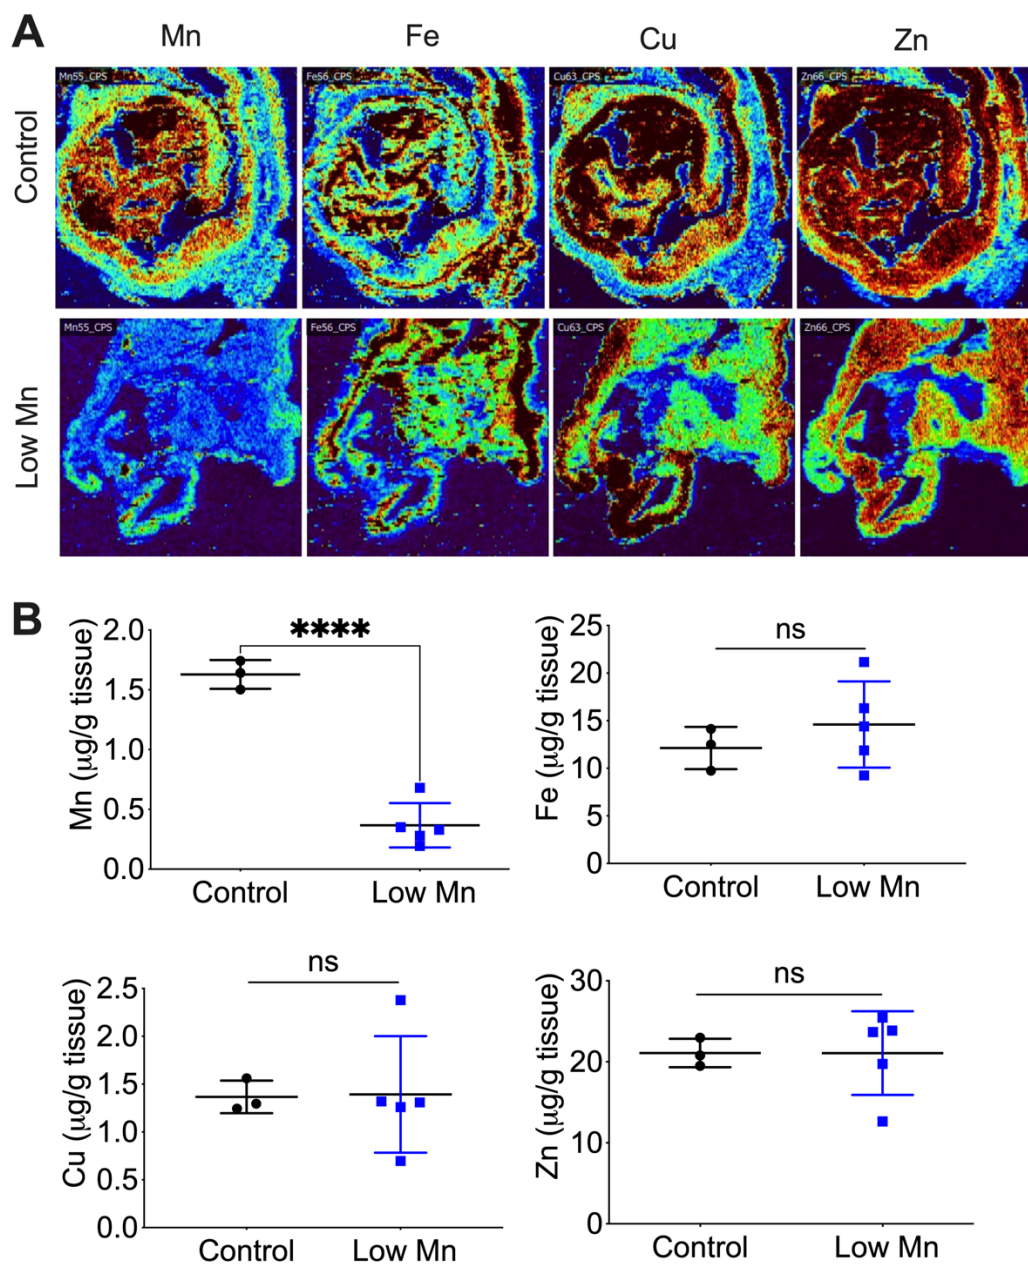 A
Mn Fe Cu Zn
Control
Mn55_CPS Fe56_CPS Cu63_CPS Zn66_CPS
Low Mn
Mn55_CPS Fe56_CPS Cu63_CPS Zn66_CPS
B
Mn (μg/g tissue)
2.0
1.5
1.0
0.5
0.0
****
Control Low Mn
Fe (μg/g tissue)
25
20
15
10
5
0
ns
Control Low Mn
Cu (μg/g tissue)
2.5
2.0
1.5
1.0
0.5
0.0
ns
Control Low Mn
Zn (μg/g tissue)
30
20
10
0
ns
Control Low Mn